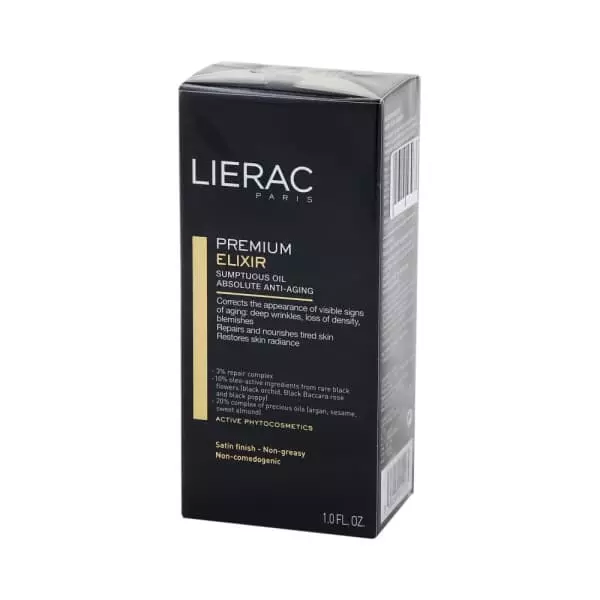 LIERAC
PARIS
PREMIUM
ELIXIR
SUMPTUOUS OIL
ABSOLUTE ANTI-AGING
Corrects the appearance of visible signs
of aging: deep wrinkles, loss of density,
blemishes
Repairs and nourishes tired skin
Restores skin radiance
- 3% repair complex
- 10% oleo-active ingredients from rare black
flowers (black orchid, Black Baccara rose
and black poppy)
- 20% complex of precious oils (argan, sesame,
sweet almond)
ACTIVE PHYTOCOSMETICS
Satin finish - Non-greasy
Non-comedogenic
1.0 FL. OZ.